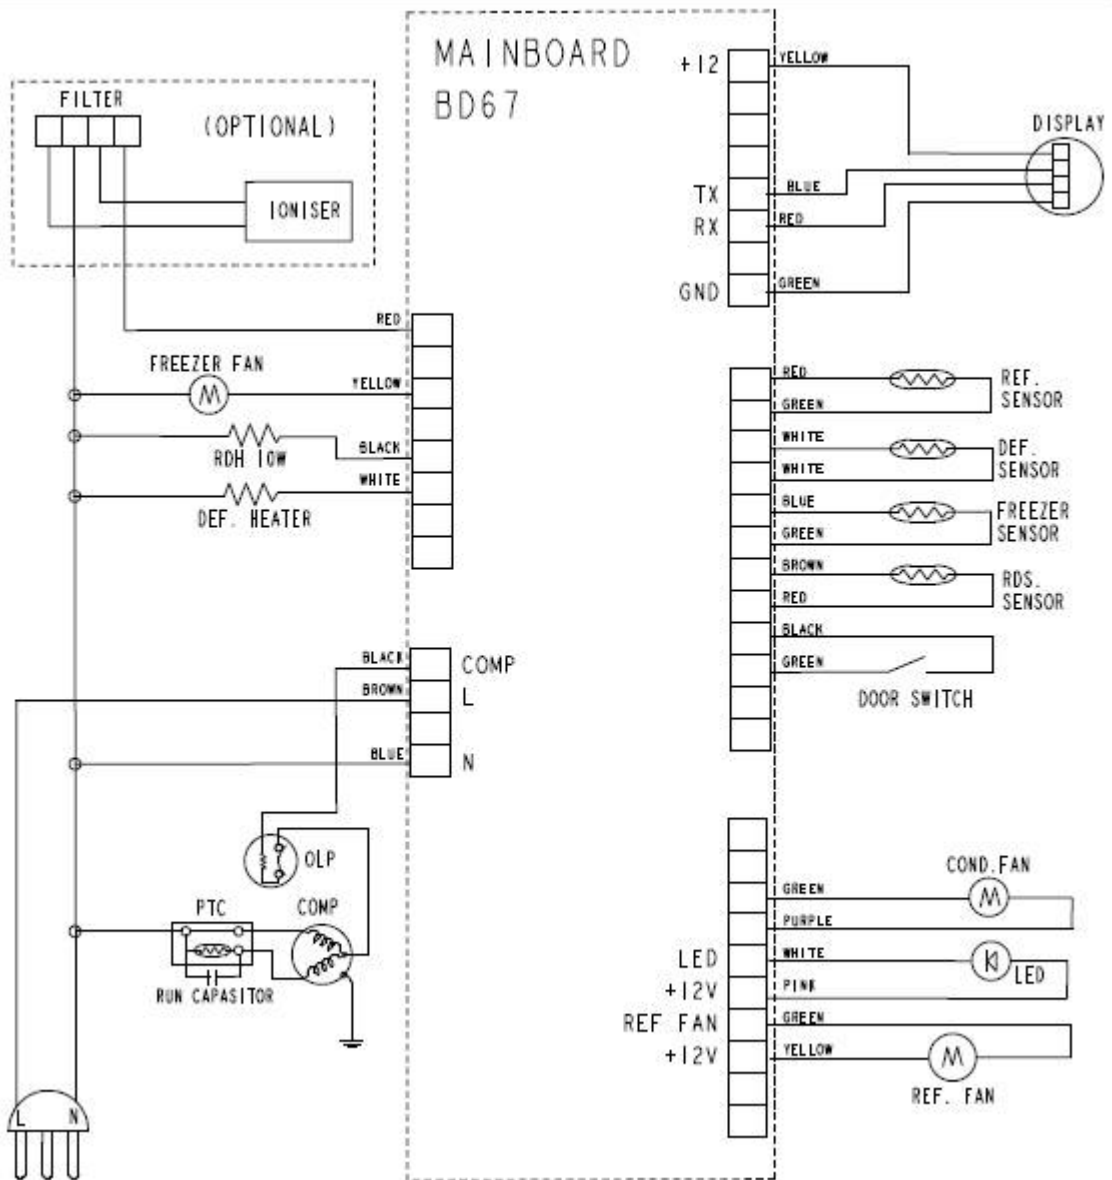 MAINBOARD
BD67
FILTER
(OPTIONAL)
IONISER
RED
FREEZER FAN
YELLOW
M
BLACK
RDH 10W
WHITE
DEF. HEATER
BLACK
COMP
BROWN
L
BLUE
N
OLP
PTC
COMP
RUN CAPASITOR
L
N
+12
YELLOW
DISPLAY
TX
BLUE
RX
RED
GND
GREEN
RED
REF.
SENSOR
GREEN
WHITE
DEF.
SENSOR
WHITE
BLUE
FREEZER
SENSOR
GREEN
BROWN
RDS.
SENSOR
RED
BLACK
GREEN
DOOR SWITCH
COND.FAN
GREEN
M
PURPLE
LED
WHITE
LED
+12V
PINK
REF FAN
GREEN
+12V
YELLOW
M
REF. FAN